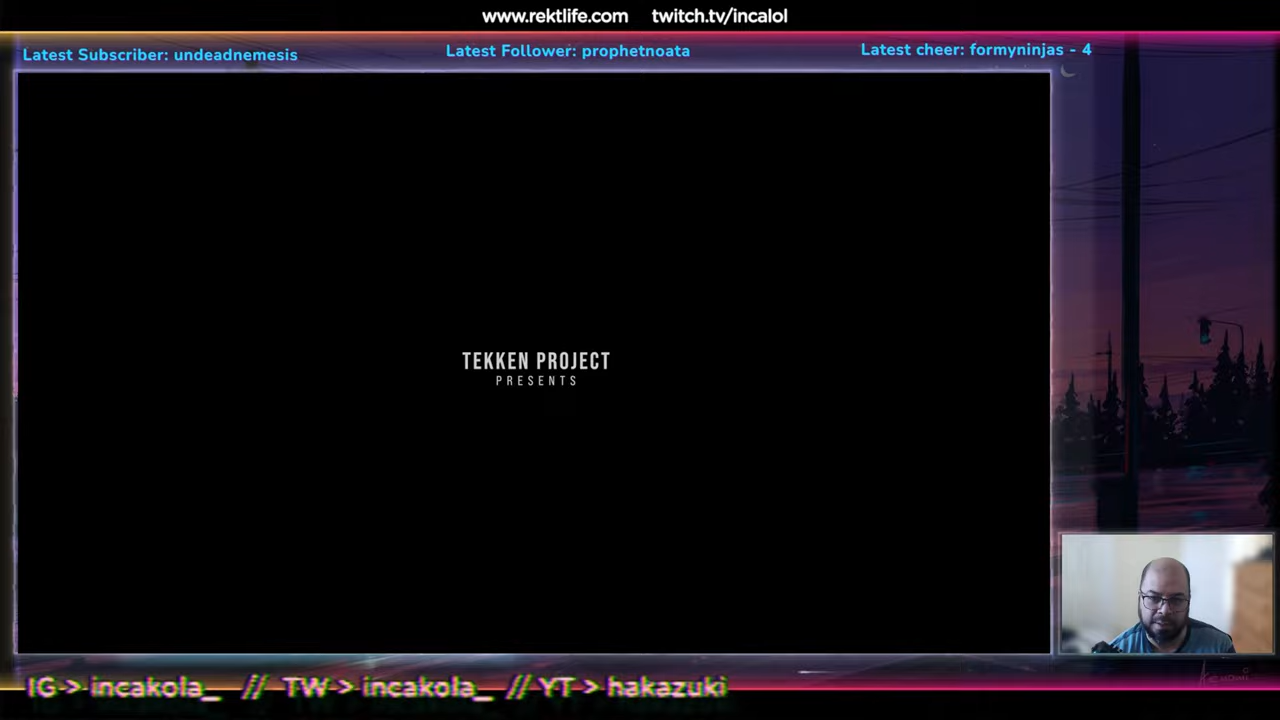 www.rektlife.com twitch.tv/incalol
Latest Subscriber: undeadnemesis
Latest Follower: prophetnoata
Latest cheer: formyninjas - 4
TEKKEN PROJECT
PRESENTS
IG-> incakola_ // TW-> incakola_ // YT > hakazuki